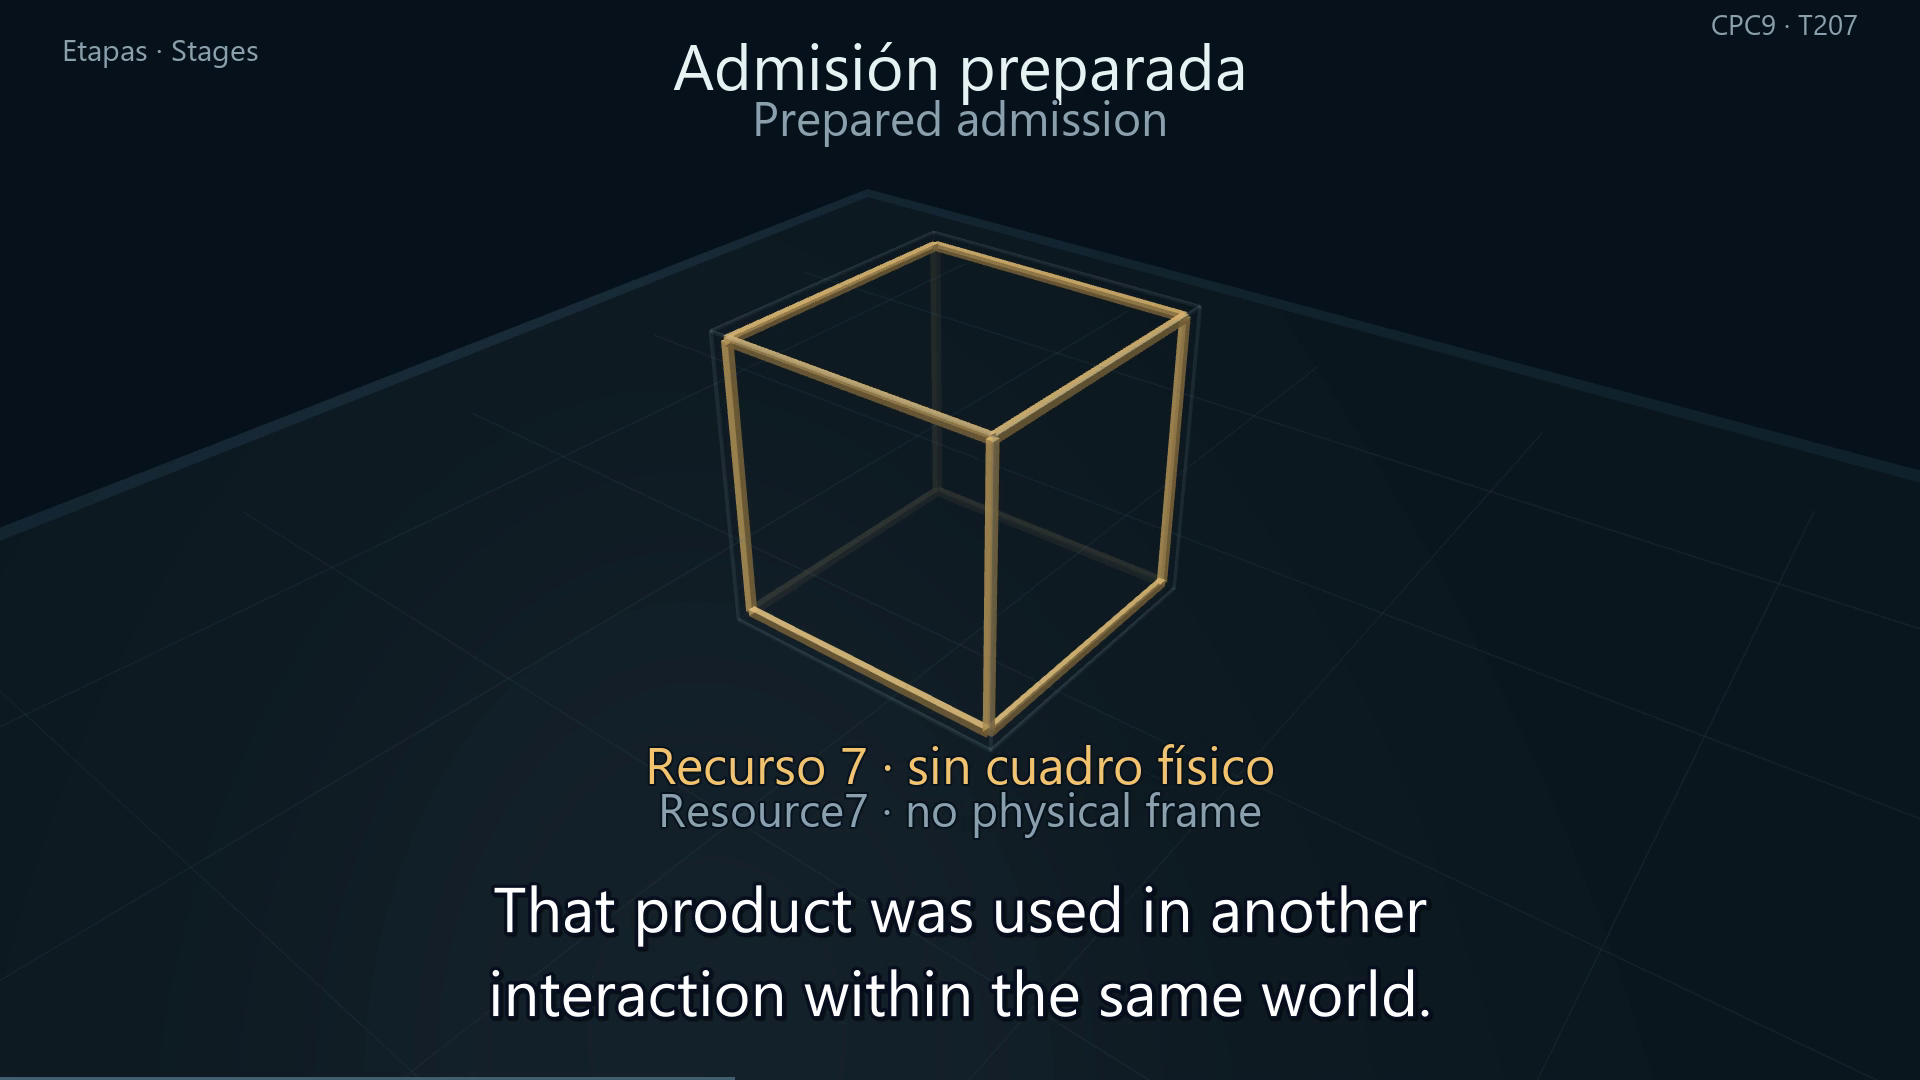 Etapas · Stages
CPC9 · T207
Admisión preparada
Prepared admission
Recurso 7 · sin cuadro físico
Resource7 · no physical frame
That product was used in another
interaction within the same world.